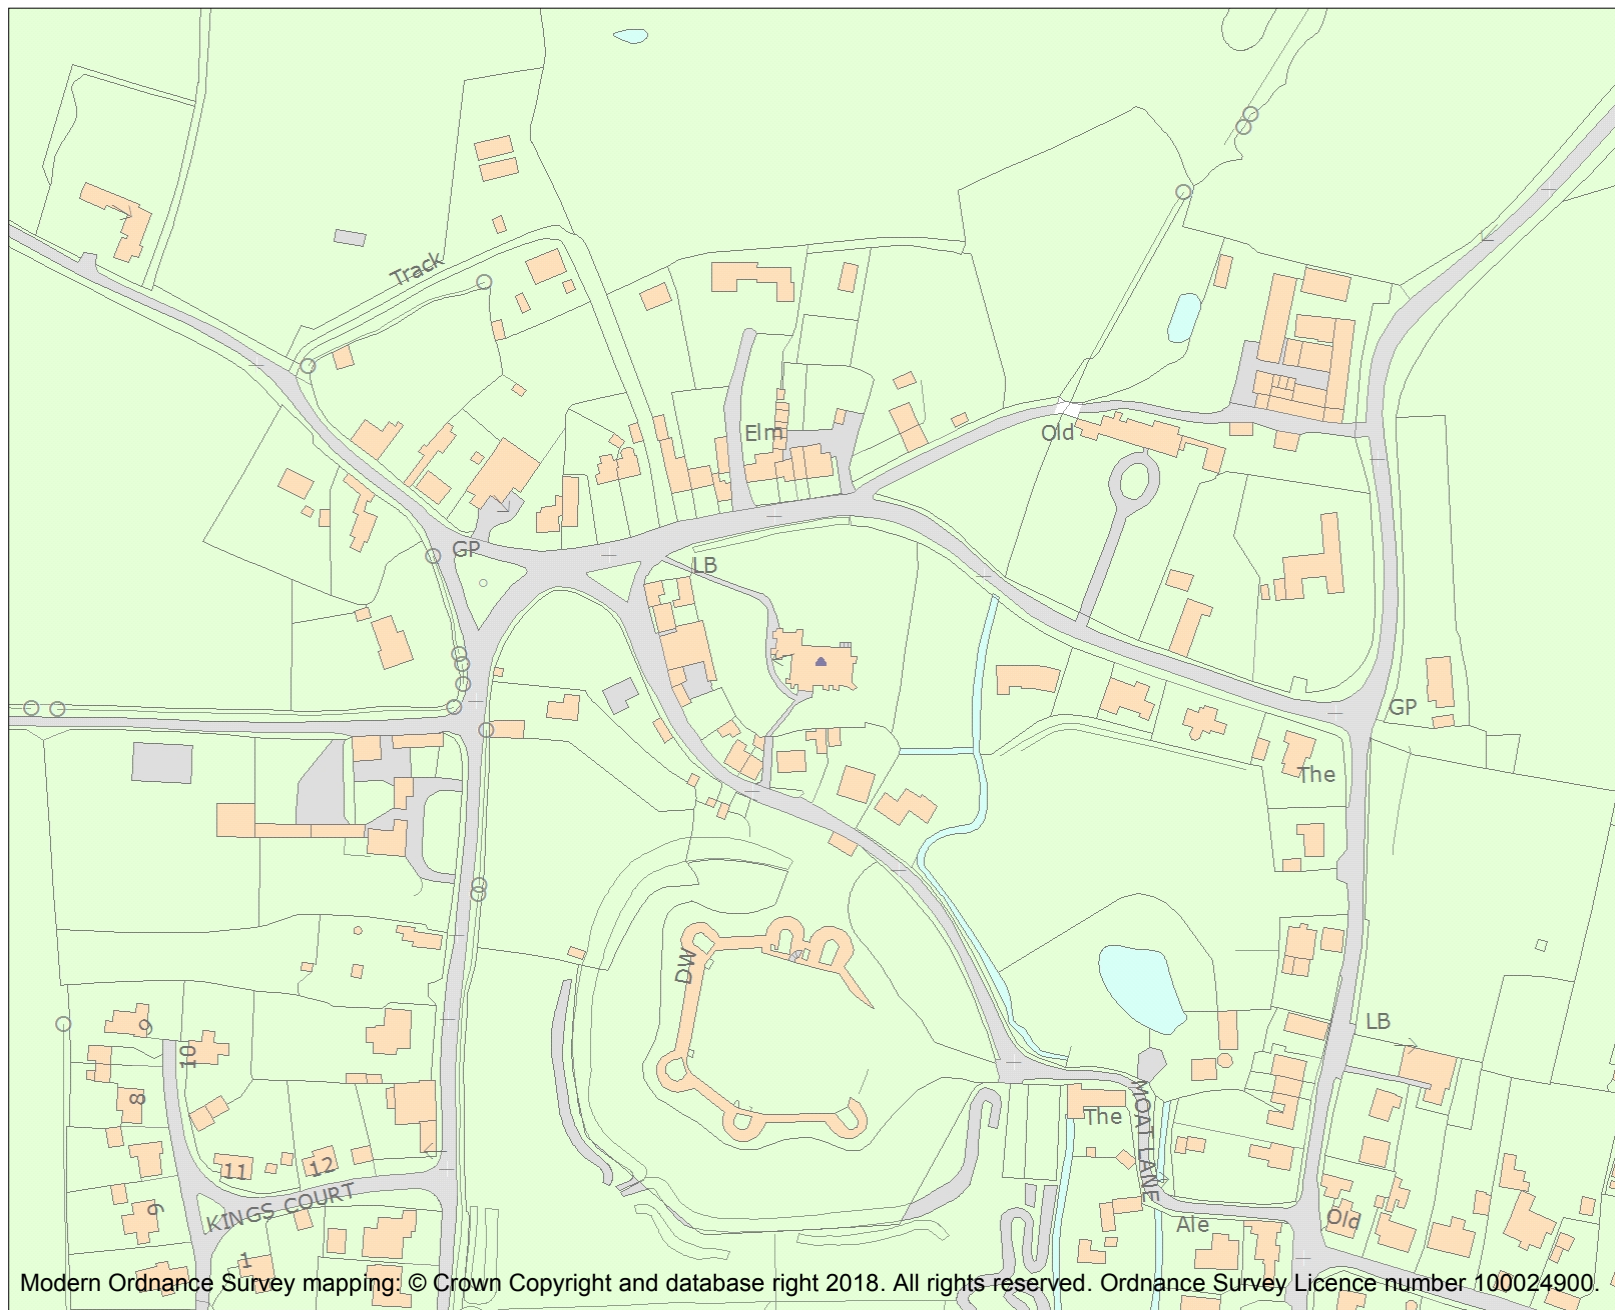 Track
Elm
Old
GP
LB
GP
The
DW
LB
9
10
8
MOAT LANE
The
11
12
KINGS COURT
6
Ale
Old
1
Modern Ordnance Survey mapping: © Crown Copyright and database right 2018. All rights reserved. Ordnance Survey Licence number 100024900.